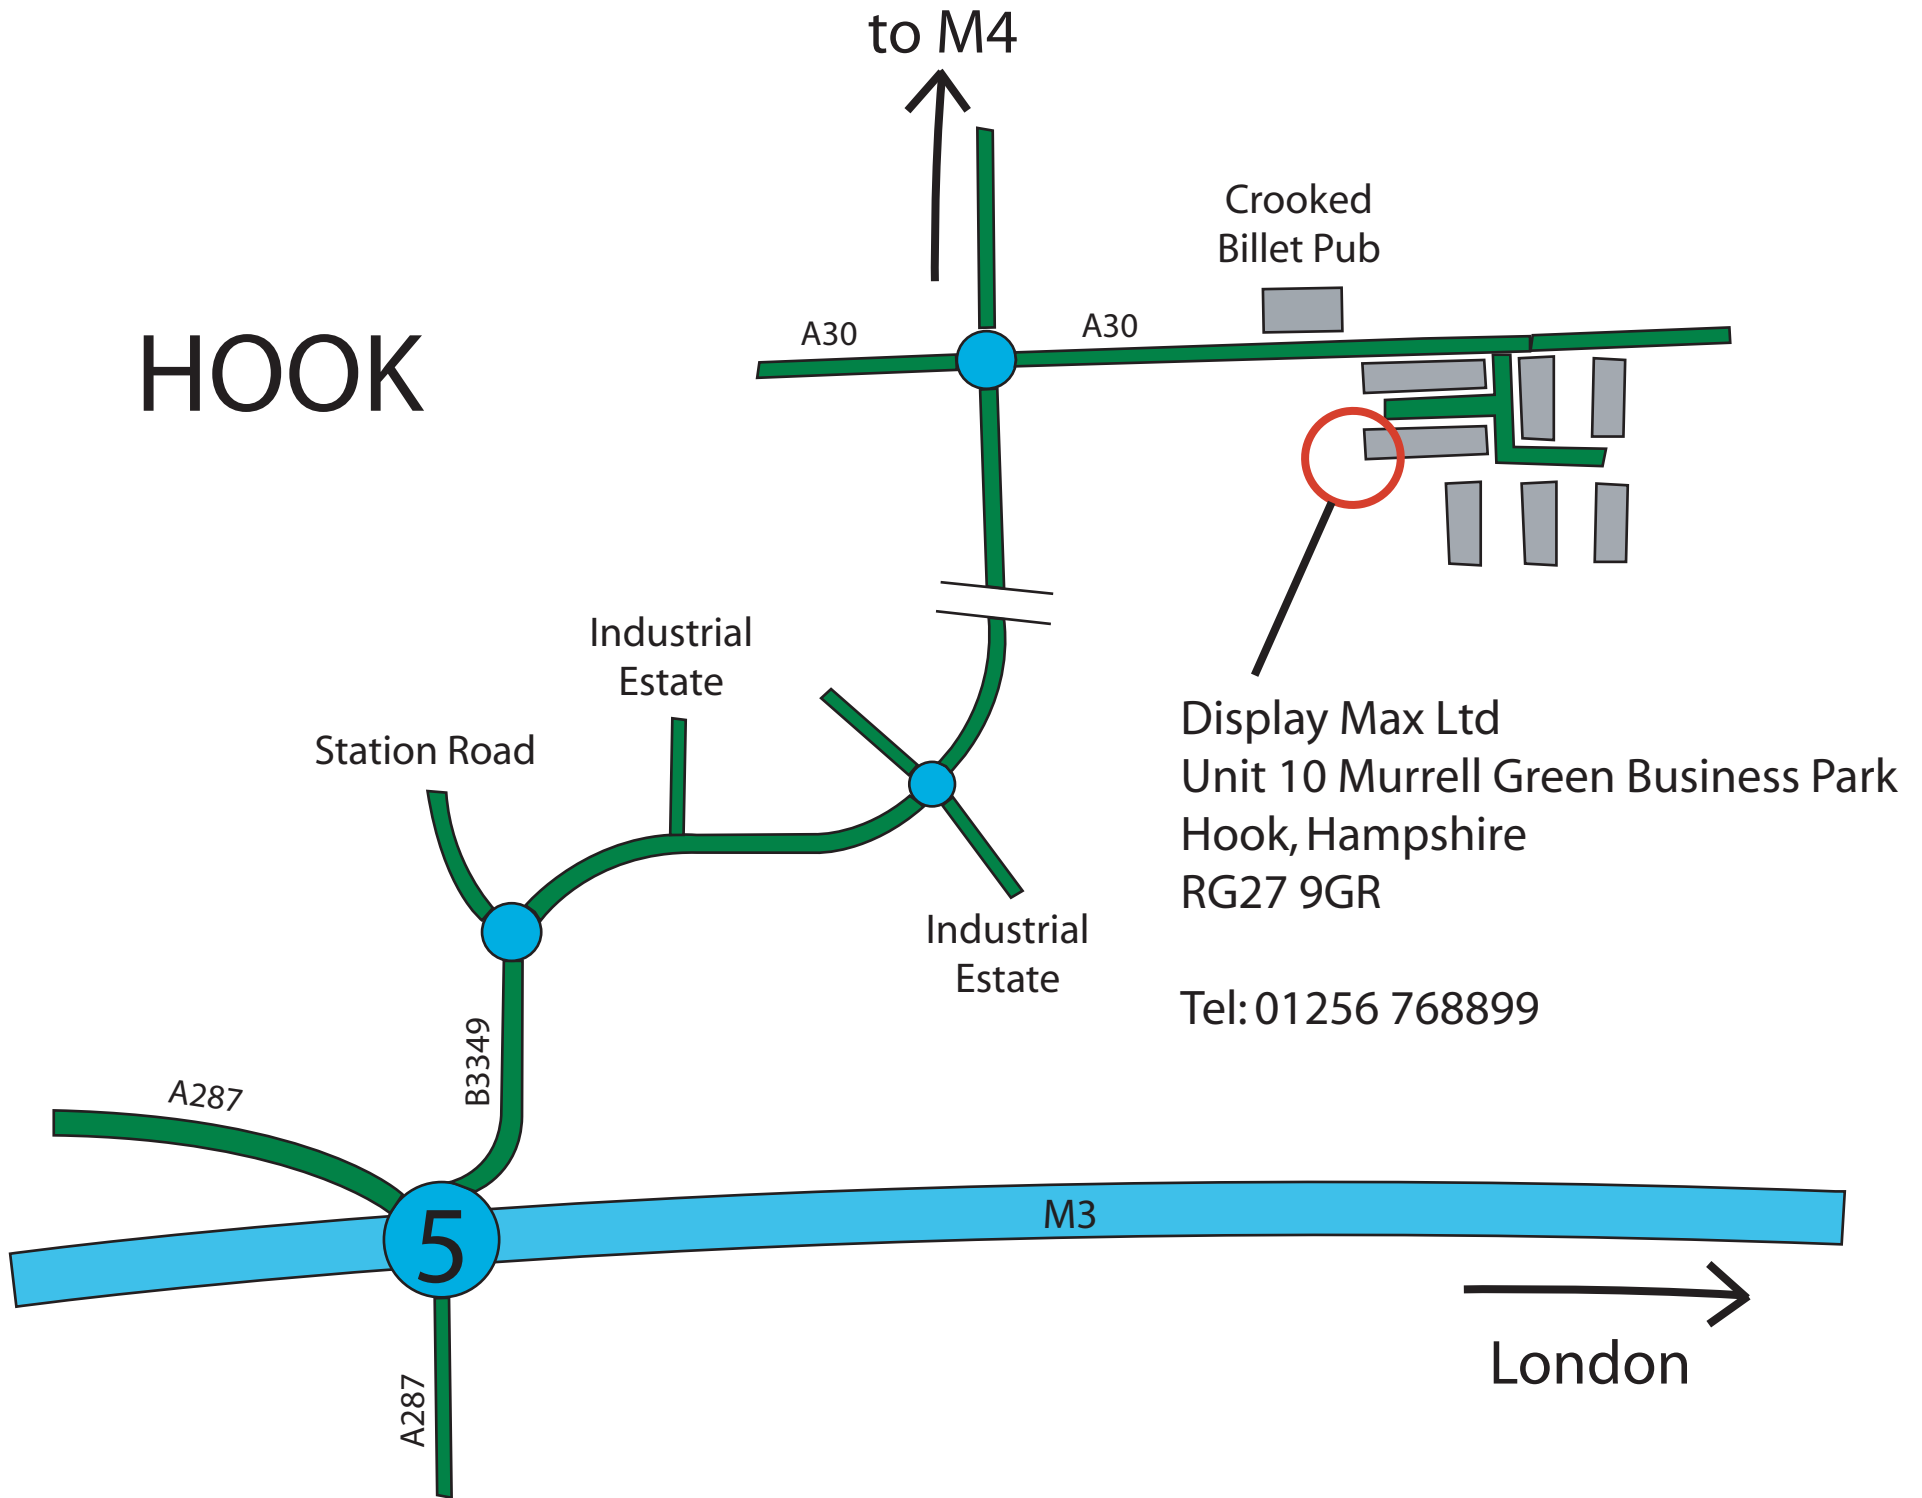 to M4
Crooked
Billet Pub
A30
A30
HOOK
Industrial
Estate
Station Road
Display Max Ltd
Unit 10 Murrell Green Business Park
Hook, Hampshire
RG27 9GR
Industrial
Estate
Tel: 01256 768899
B3349
A287
5
M3
London
A287